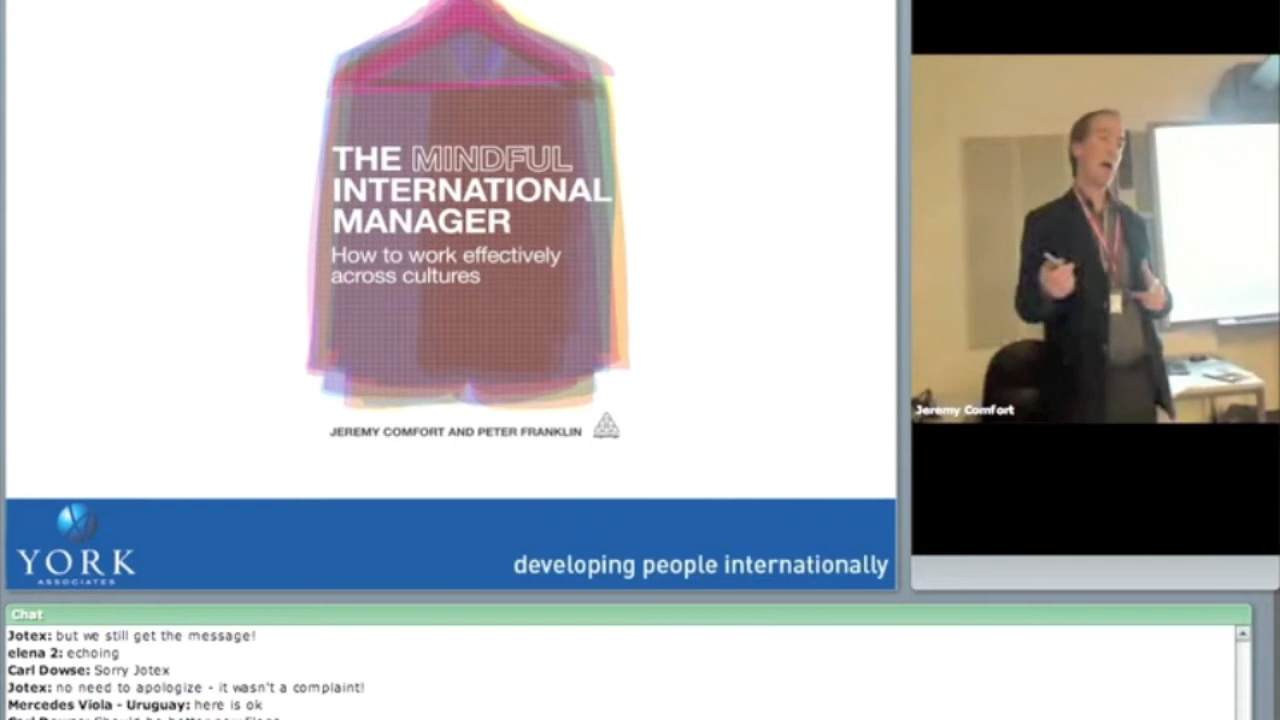 THE MINDFUL
INTERNATIONAL
MANAGER
How to work effectively
across cultures
JEREMY COMFORT AND PETER FRANKLIN
YORK
ASSOCIATES
developing people internationally
Jeremy Comfort
Chat
Jotex: but we still get the message!
elena 2: echoing
Carl Dowse: Sorry Jotex
Jotex: no need to apologize - it wasn't a complaint!
Mercedes Viola - Uruguay: here is ok